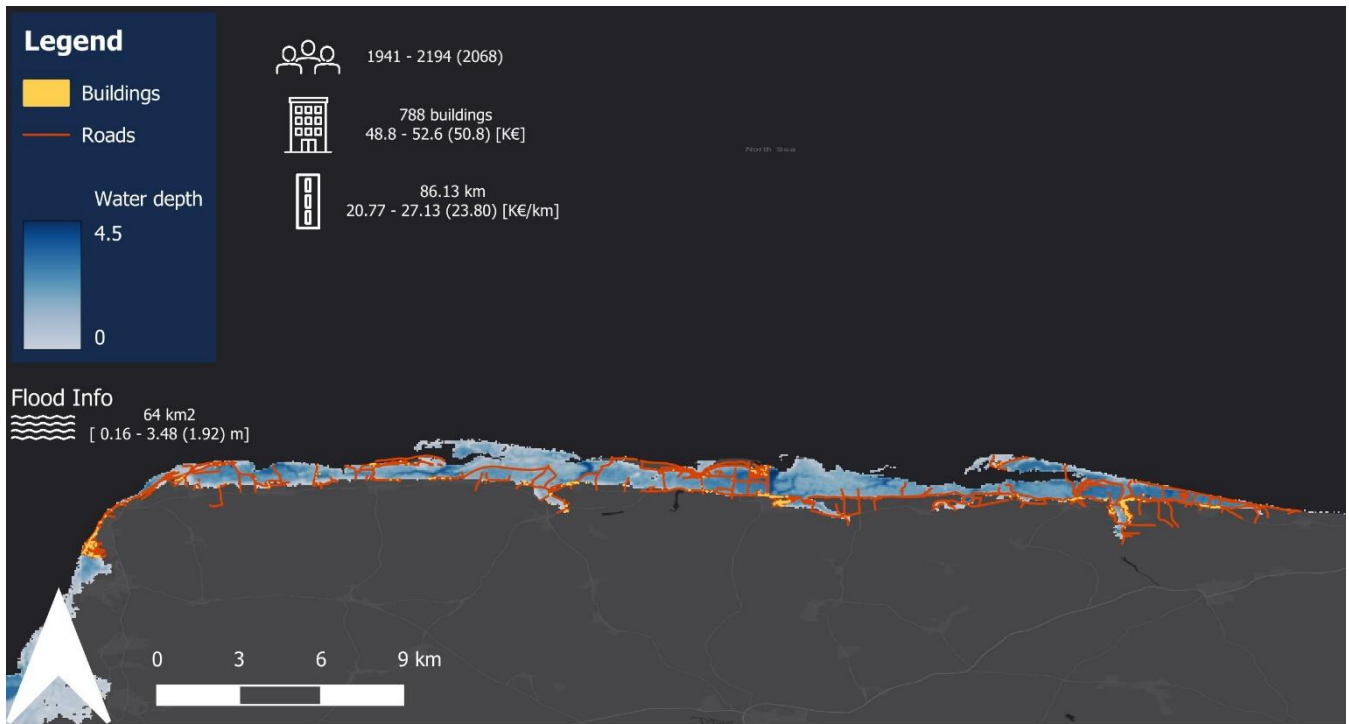 Legend
Buildings
Roads
Water depth
4.5
0
1941 - 2194 (2068)
788 buildings
48.8 - 52.6 (50.8) [K€]
86.13 km
20.77 - 27.13 (23.80) [K€/km]
North Sea
Flood Info
64 km2
[ 0.16 - 3.48 (1.92) m]
0 3 6 9 km